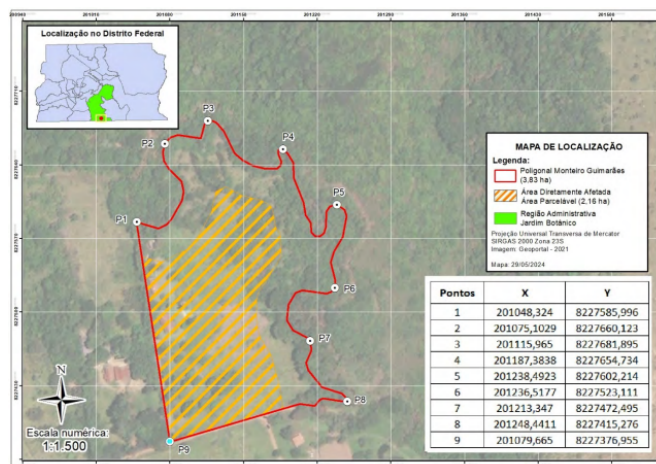 Localização no Distrito Federal
P1
P2
P3
P4
P5
P6
P7
P8
P9
N
Escala numérica:
1:1.500
MAPA DE LOCALIZAÇÃO
Legenda:
Poligonal Monteiro Guimarães
(3,83 ha)
Área Diretamente Afetada
Área Parcelável (2,16 ha)
Região Administrativa
Jardim Botânico
Projeção Universal Transversa de Mercator
SIRGAS 2000 Zona 23S
Imagem: Geoportal - 2021
Mapa: 29/05/2024
Pontos X Y
1 201048,324 8227585,996
2 201075,1029 8227660,123
3 201115,965 8227681,895
4 201187,3838 8227654,734
5 201238,4923 8227602,214
6 201236,5177 8227523,111
7 201213,347 8227472,495
8 201248,4411 8227415,276
9 201079,665 8227376,955